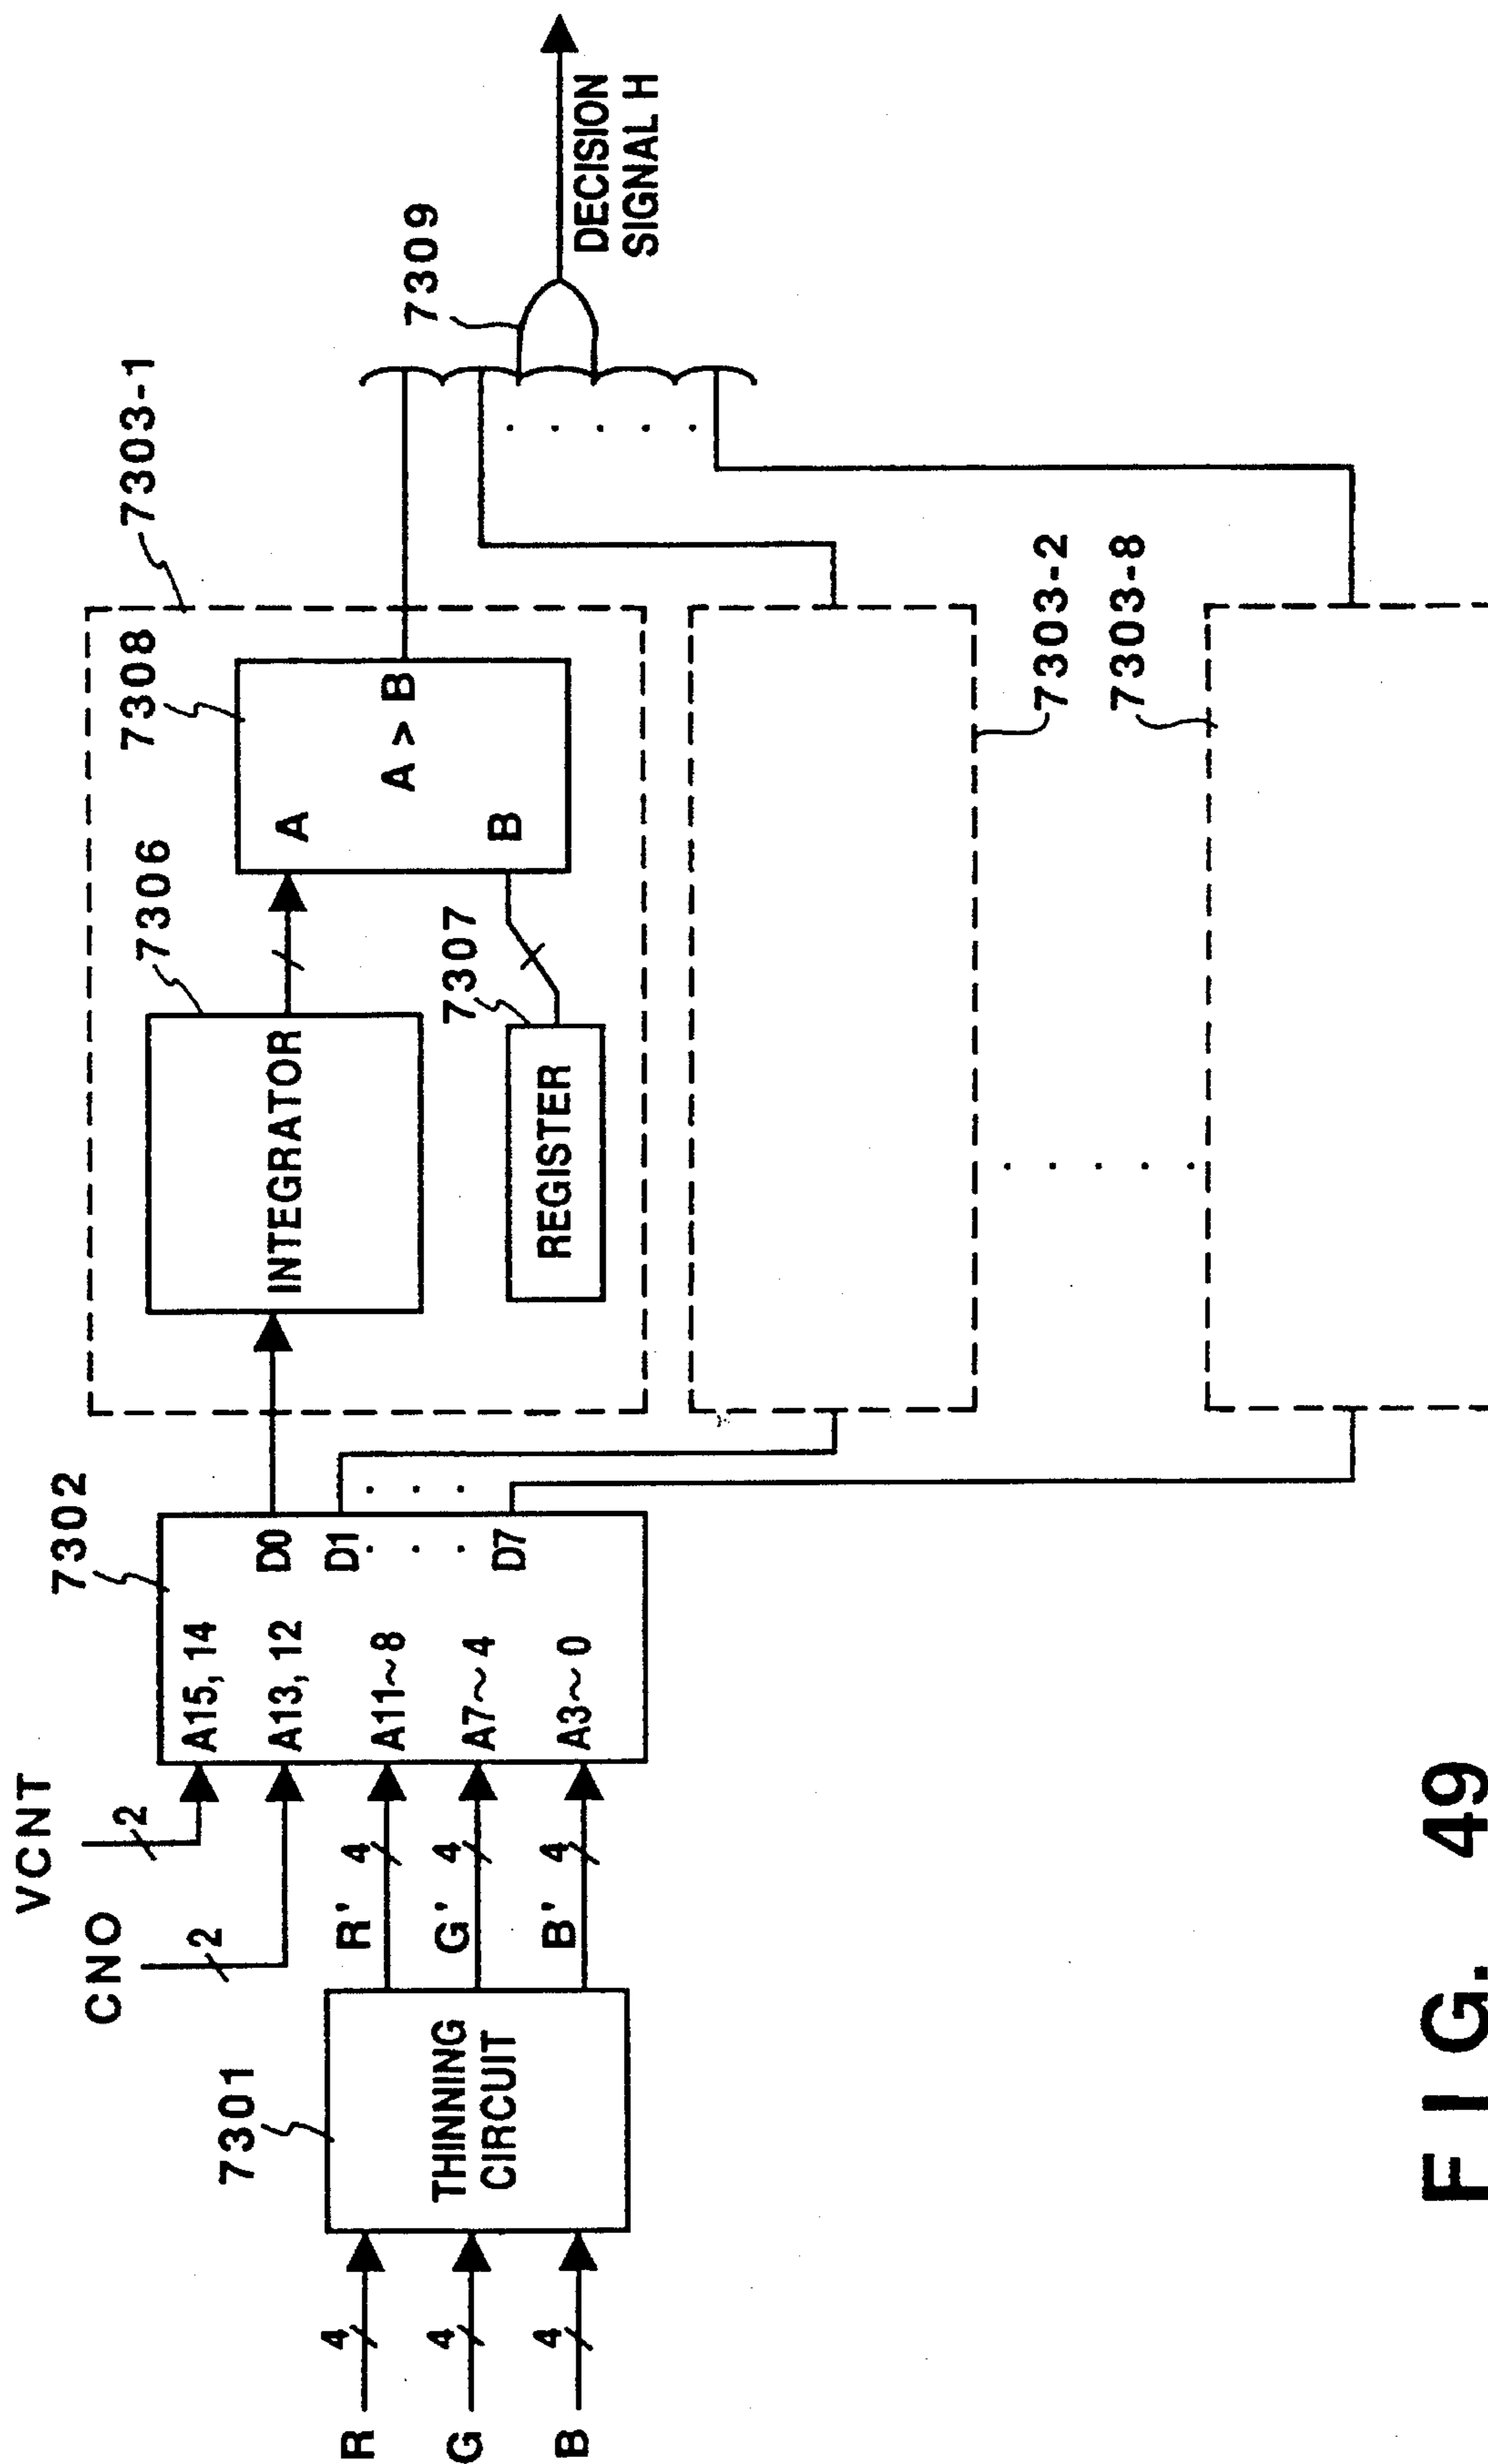 VCNT
2
CNO
2
R
4
G
4
B
4
7301
THINNING
CIRCUIT
R'
4
G'
4
B'
4
7302
A15, 14
A13, 12
A11~8
A7~4
A3~0
D0
D1
D7
7303-1
7306
INTEGRATOR
7307
REGISTER
7308
A
A > B
B
7303-2
7303-8
7309
DECISION
SIGNAL H
FIG. 49